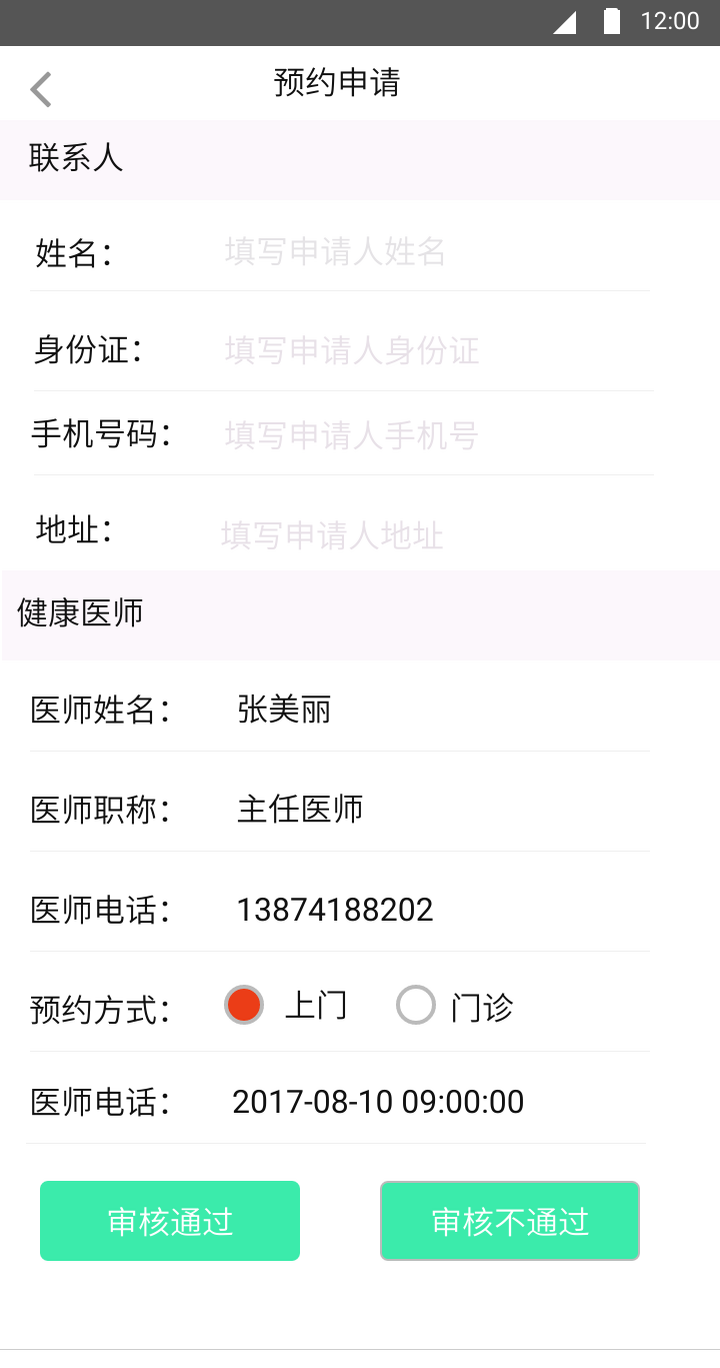 12:00
预约申请
联系人
姓名： 填写申请人姓名
身份证： 填写申请人身份证
手机号码： 填写申请人手机号
地址： 填写申请人地址
健康医师
医师姓名： 张美丽
医师职称： 主任医师
医师电话： 13874188202
预约方式： 上门 门诊
医师电话： 2017-08-10 09:00:00
审核通过 审核不通过